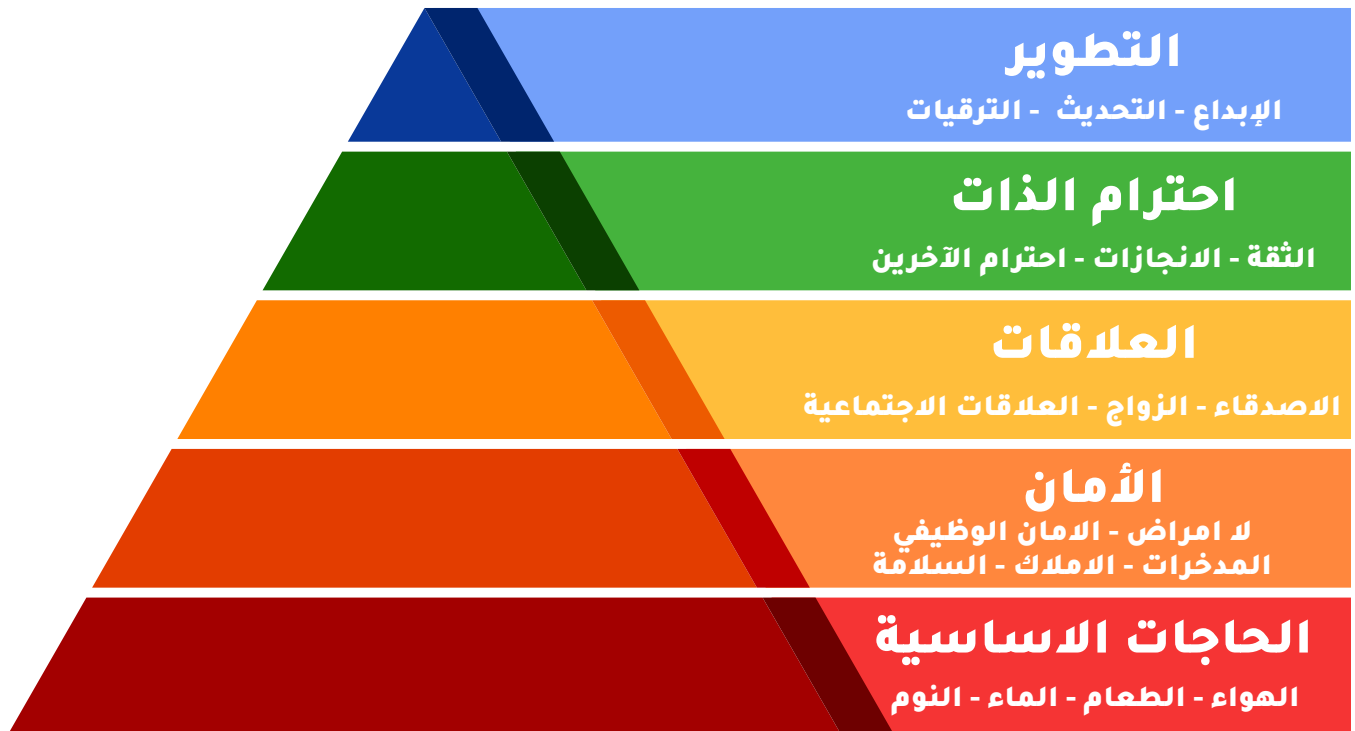 التطوير
الإبداع - التحديث - الترقيات
احترام الذات
الثقة - الانجازات - احترام الآخرين
العلاقات
الاصدقاء - الزواج - العلاقات الاجتماعية
الأمان
لا امراض - الامان الوظيفي
المدخرات - الاملاك - السلامة
الحاجات الاساسية
الهواء - الطعام - الماء - النوم